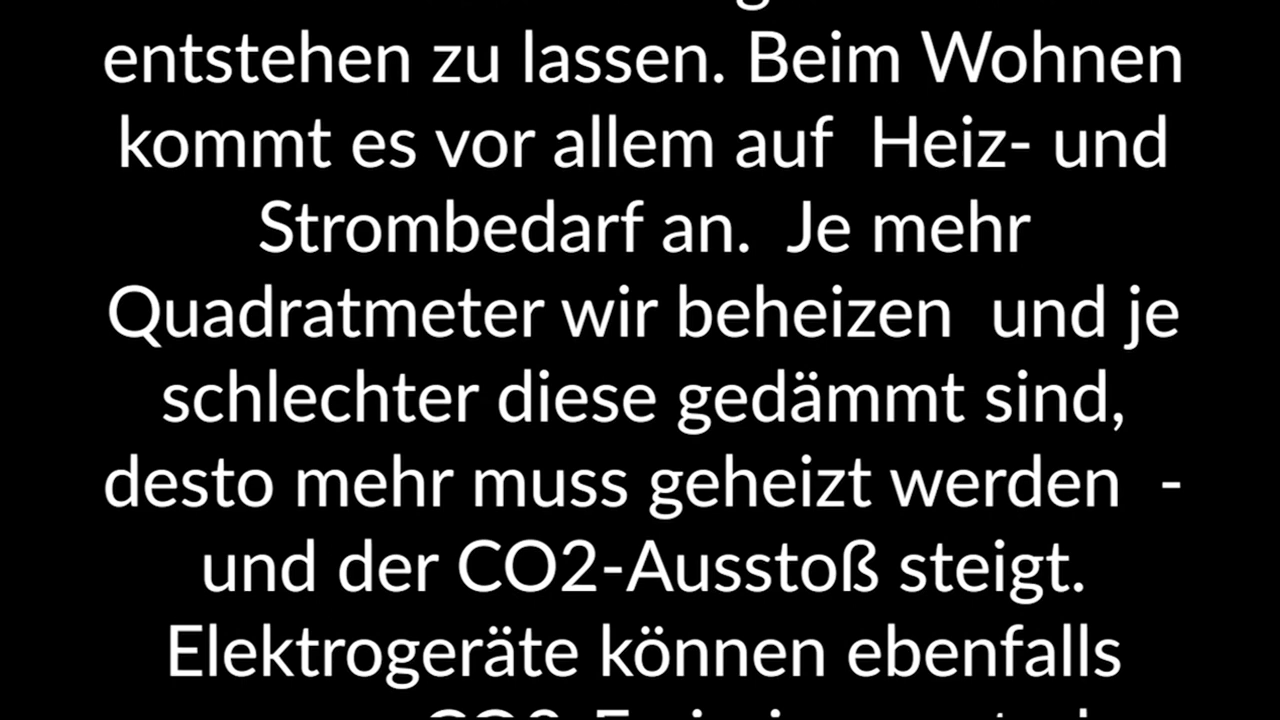 entstehen zu lassen. Beim Wohnen
kommt es vor allem auf  Heiz- und
Strombedarf an.  Je mehr
Quadratmeter wir beheizen  und je
schlechter diese gedämmt sind,
desto mehr muss geheizt werden  -
und der CO2-Ausstoß steigt.
Elektrogeräte können ebenfalls